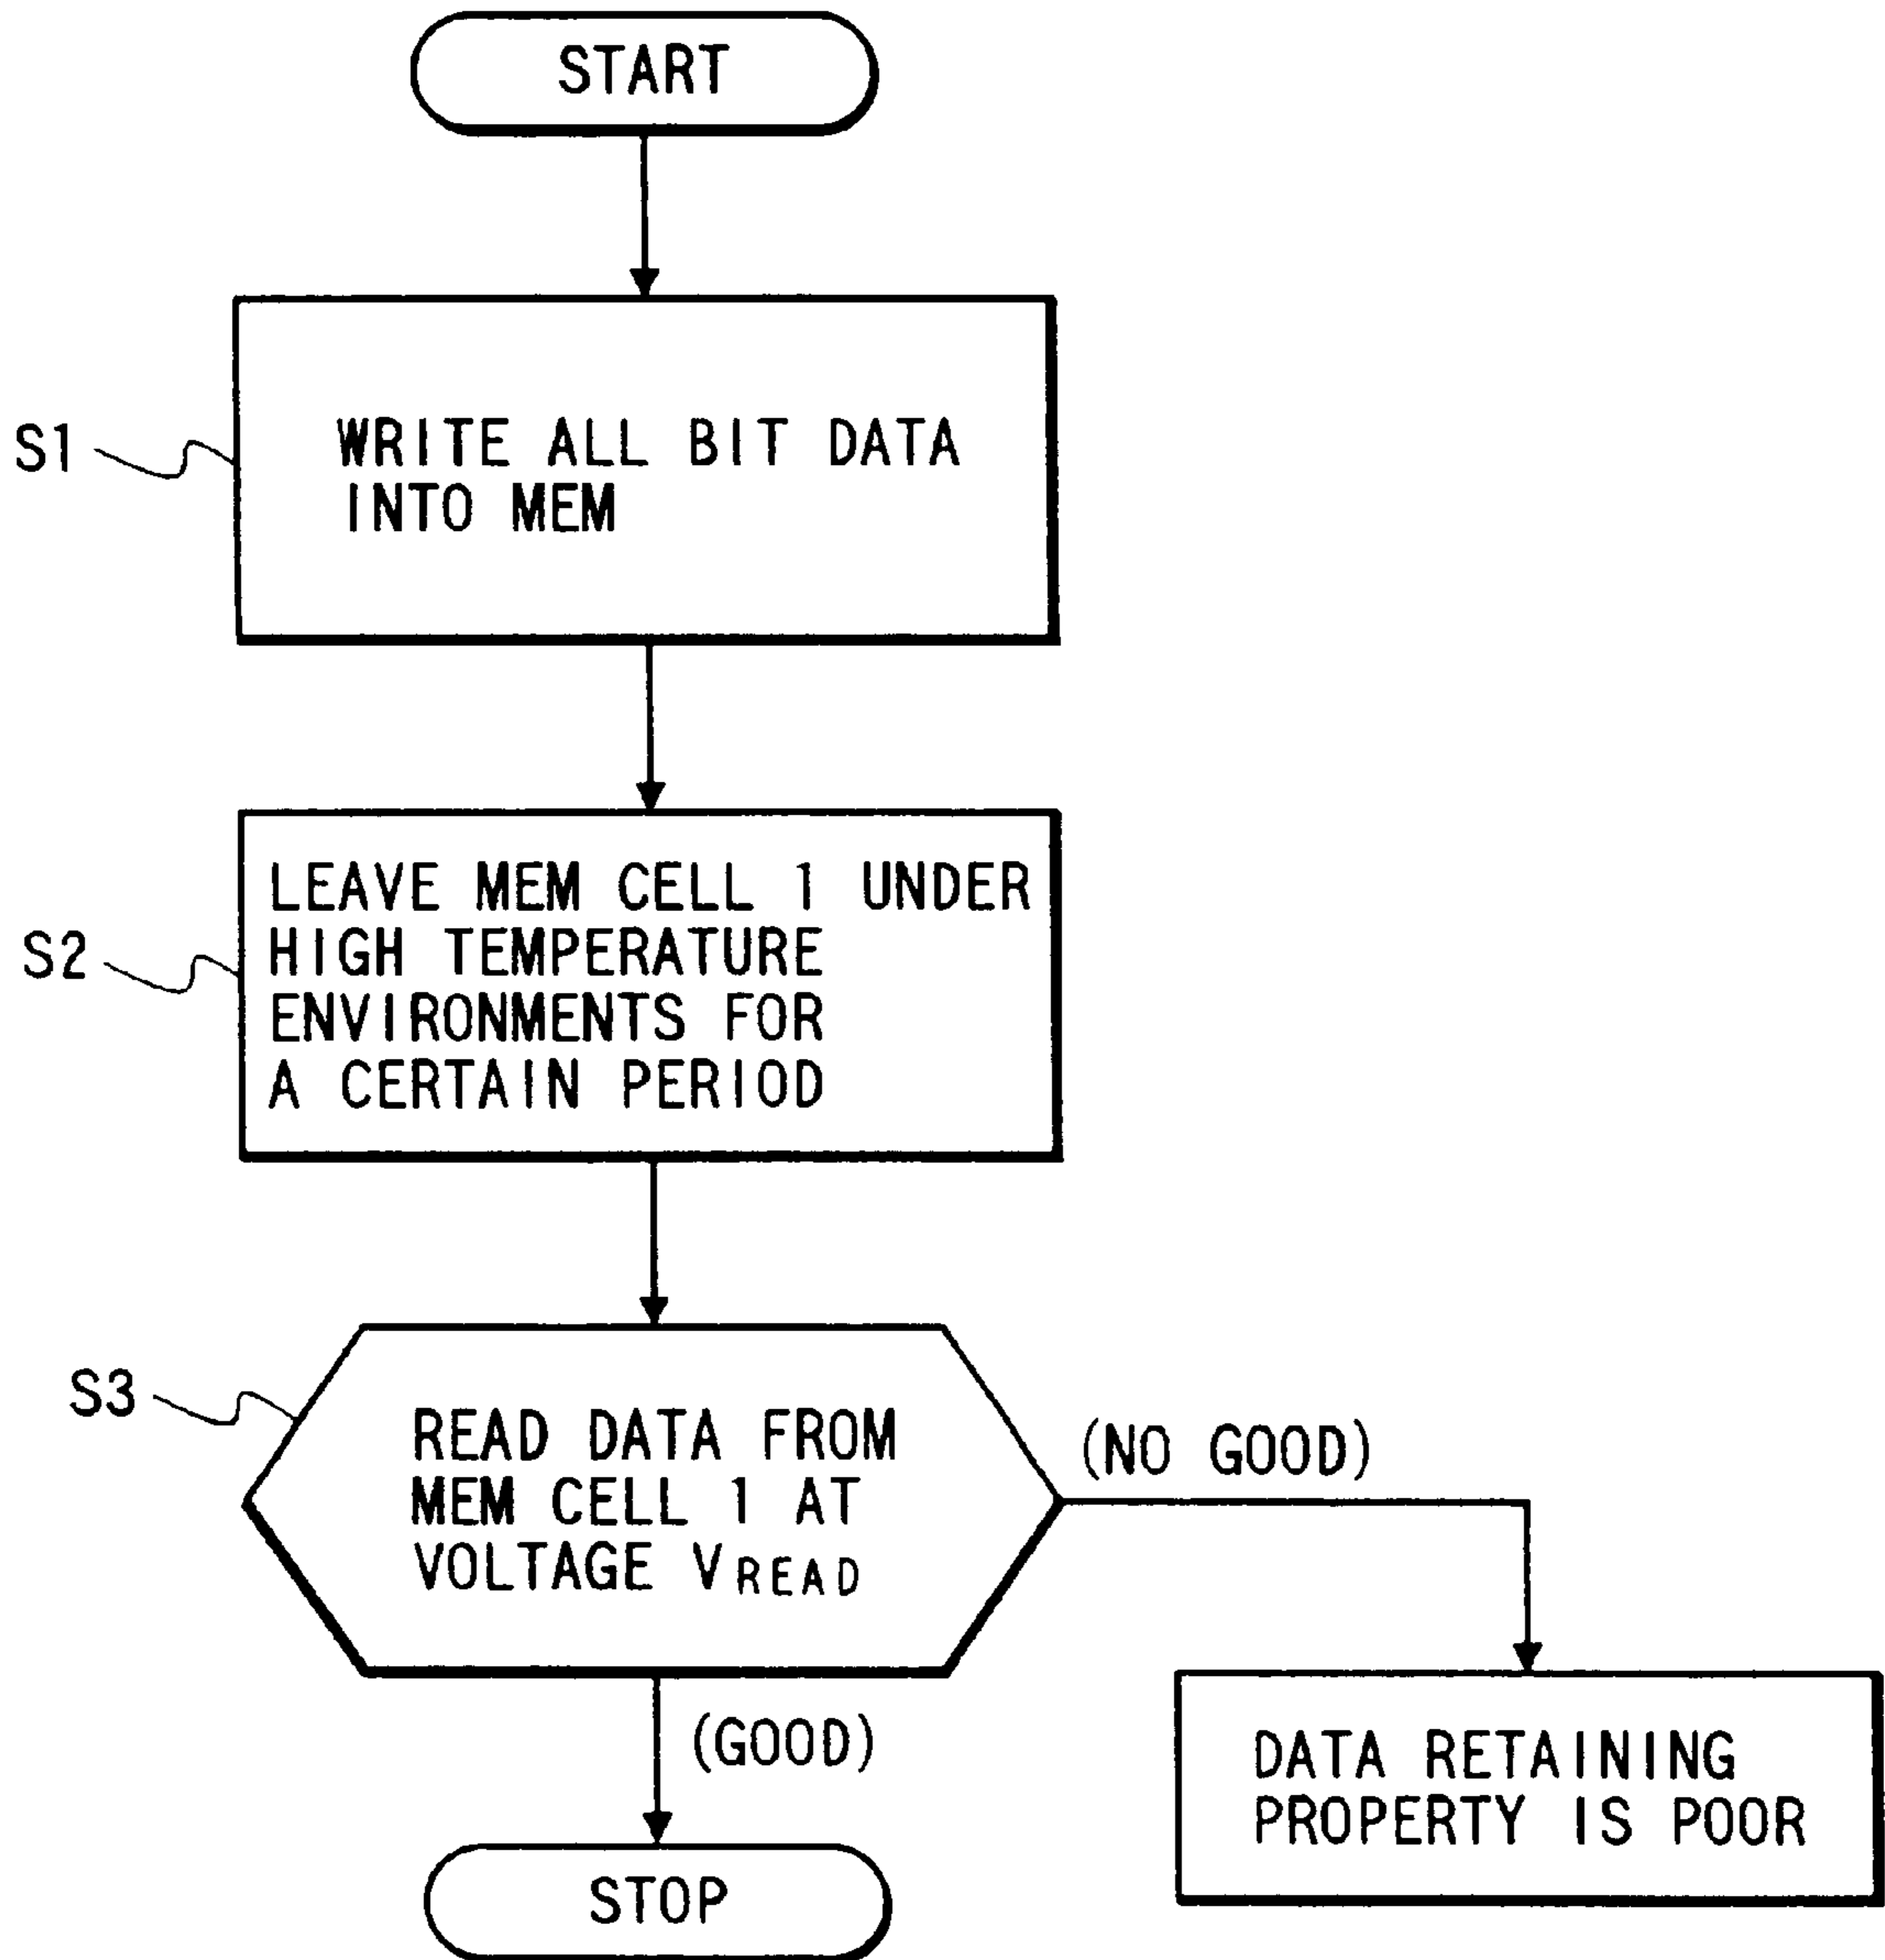 START
S1
WRITE ALL BIT DATA
INTO MEM
S2
LEAVE MEM CELL 1 UNDER
HIGH TEMPERATURE
ENVIRONMENTS FOR
A CERTAIN PERIOD
S3
READ DATA FROM
MEM CELL 1 AT
VOLTAGE VREAD
(NO GOOD)
(GOOD)
DATA RETAINING
PROPERTY IS POOR
STOP